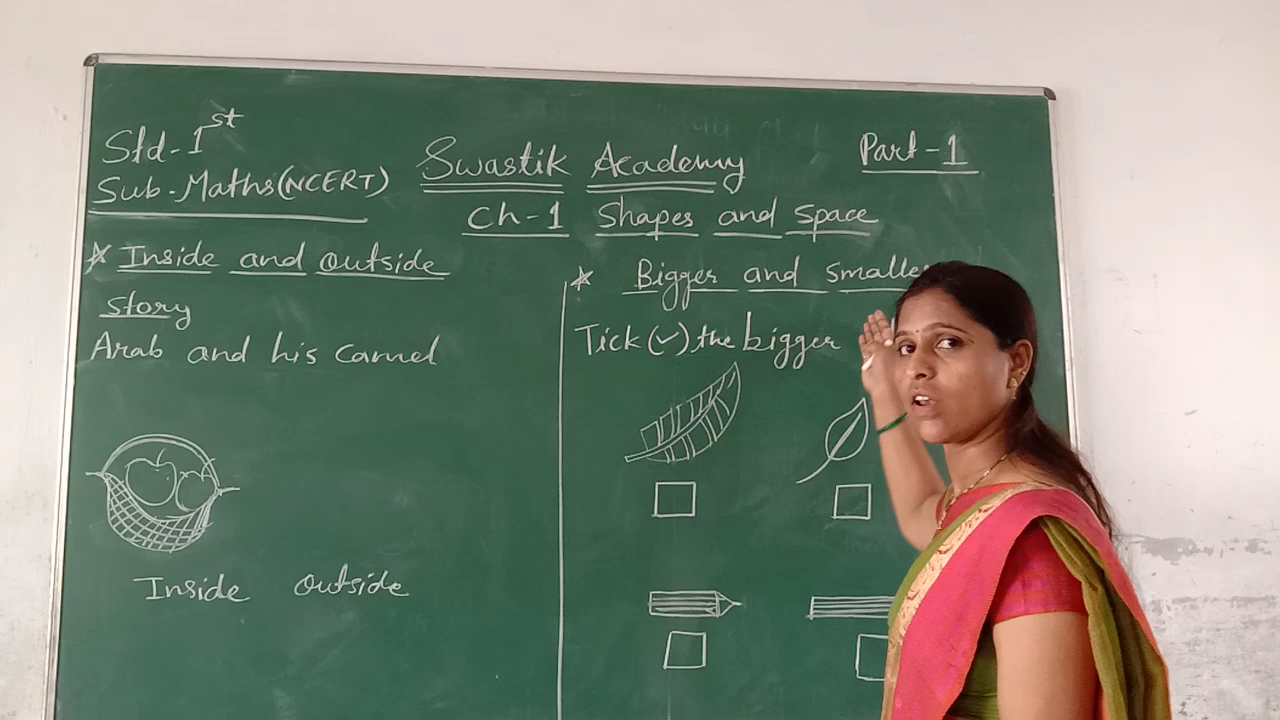 Std-1st
Sub-Maths(NCERT)
Swastik Academy
Part-1
Ch-1 Shapes and space
* Inside and outside
story
Arab and his camel
Inside outside
* Bigger and smaller
Tick (✓) the bigger